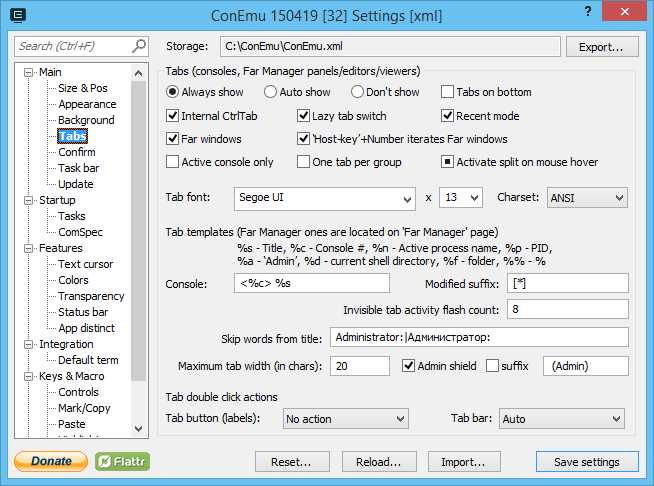 ConEmu 150419 [32] Settings [xml]
?
Search (Ctrl+F)
Storage:
C:\ConEmu\ConEmu.xml
Export...
Main
Size & Pos
Appearance
Background
Tabs
Confirm
Task bar
Update
Startup
Tasks
ComSpec
Features
Text cursor
Colors
Transparency
Status bar
App distinct
Integration
Default term
Keys & Macro
Controls
Mark/Copy
Paste
Tabs (consoles, Far Manager panels/editors/viewers)
Always show
Auto show
Don't show
Tabs on bottom
Internal CtrlTab
Lazy tab switch
Recent mode
Far windows
'Host-key'+Number iterates Far windows
Active console only
One tab per group
Activate split on mouse hover
Tab font:
Segoe UI
x
13
Charset:
ANSI
Tab templates (Far Manager ones are located on 'Far Manager' page)
%s - Title, %c - Console #, %n - Active process name, %p - PID,
%a - 'Admin', %d - current shell directory, %f - folder, %% - %
Console:
<%c> %s
Modified suffix:
[*]
Invisible tab activity flash count:
8
Skip words from title:
Administrator:|Администратор:
Maximum tab width (in chars):
20
Admin shield
suffix
(Admin)
Tab double click actions
Tab button (labels):
No action
Tab bar:
Auto
Donate
Flattr
Reset...
Reload...
Import...
Save settings